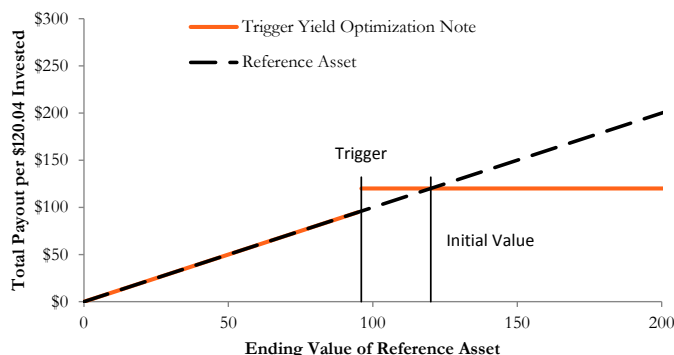 $300
$250
$200
$150
$100
$50
$0
Total Payout per $120.04 Invested
Trigger Yield Optimization Note
Reference Asset
Trigger
Initial Value
0
50
100
150
200
Ending Value of Reference Asset